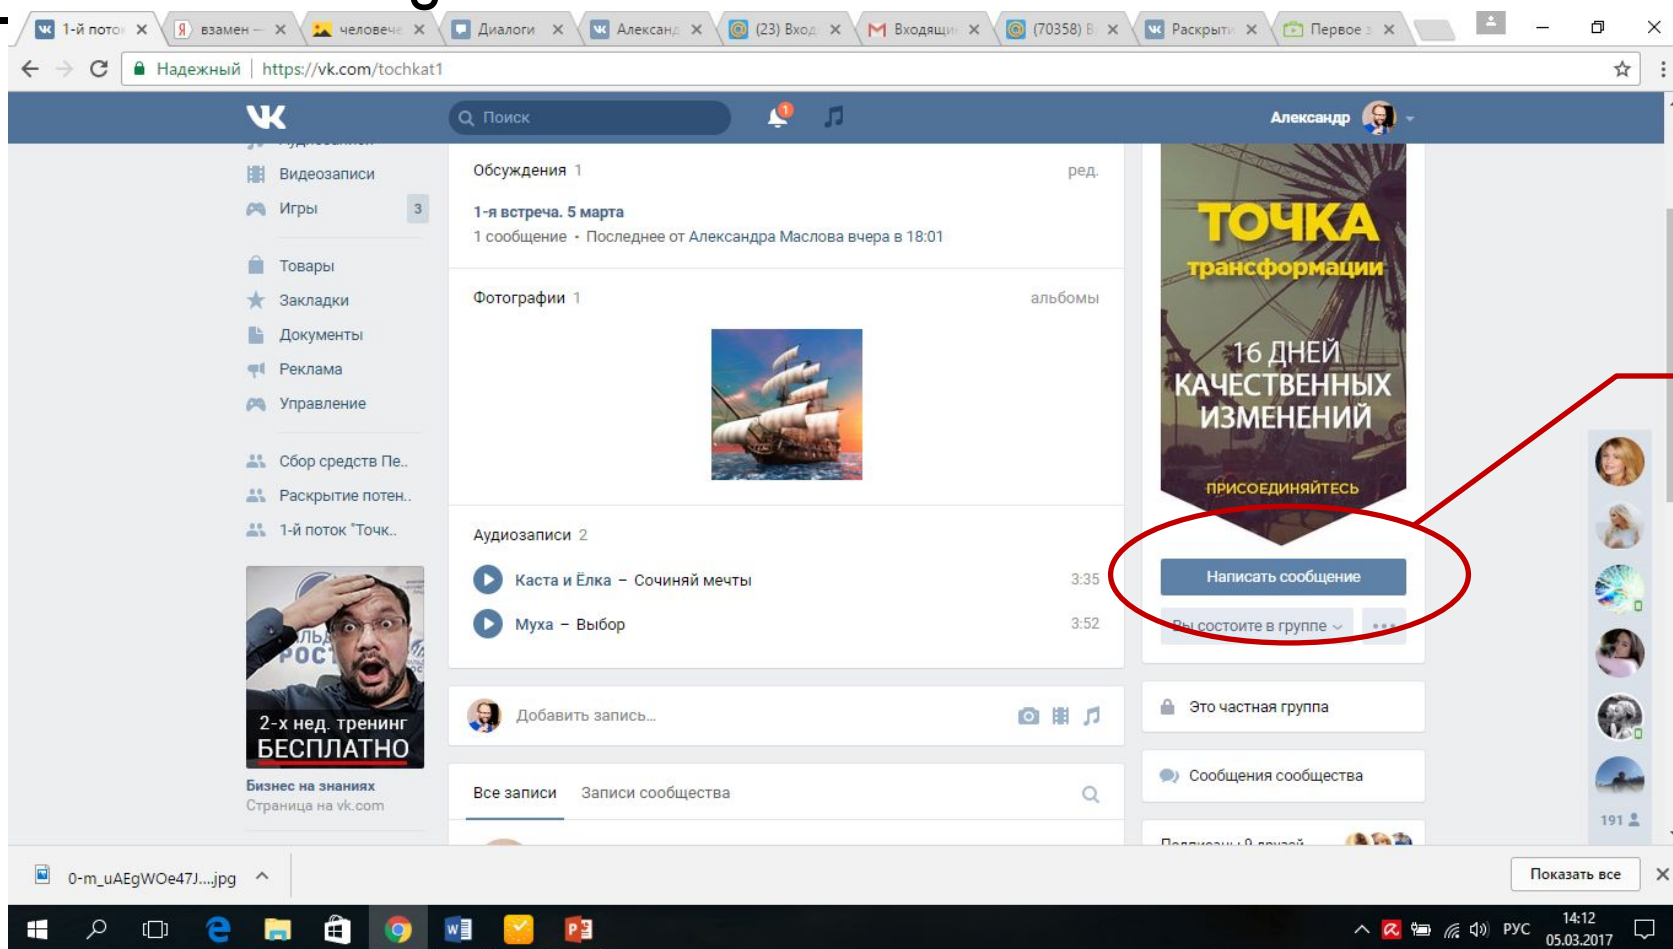 1-й пото
взамен —
человече
Диалоги
Александ
(23) Вход
Входящи
(70358) В
Раскрыти
Первое з
Надежный | https://vk.com/tochkat1
Поиск
1
Александр
Видеозаписи
Игры 3
Товары
Закладки
Документы
Реклама
Управление
Сбор средств Пе..
Раскрытие потен..
1-й поток "Точк..
2-х нед. тренинг
БЕСПЛАТНО
Бизнес на знаниях
Страница на vk.com
Обсуждения 1 ред.
1-я встреча. 5 марта
1 сообщение • Последнее от Александра Маслова вчера в 18:01
Фотографии 1 альбомы
Аудиозаписи 2
Каста и Ёлка – Сочиняй мечты 3:35
Муха – Выбор 3:52
Добавить запись...
Все записи Записи сообщества
ТОЧКА
трансформации
16 ДНЕЙ
КАЧЕСТВЕННЫХ
ИЗМЕНЕНИЙ
ПРИСОЕДИНЯЙТЕСЬ
Написать сообщение
Вы состоите в группе
Это частная группа
Сообщения сообщества
191
0-m_uAEgWOe47J....jpg
Показать все
РУС
14:12
05.03.2017